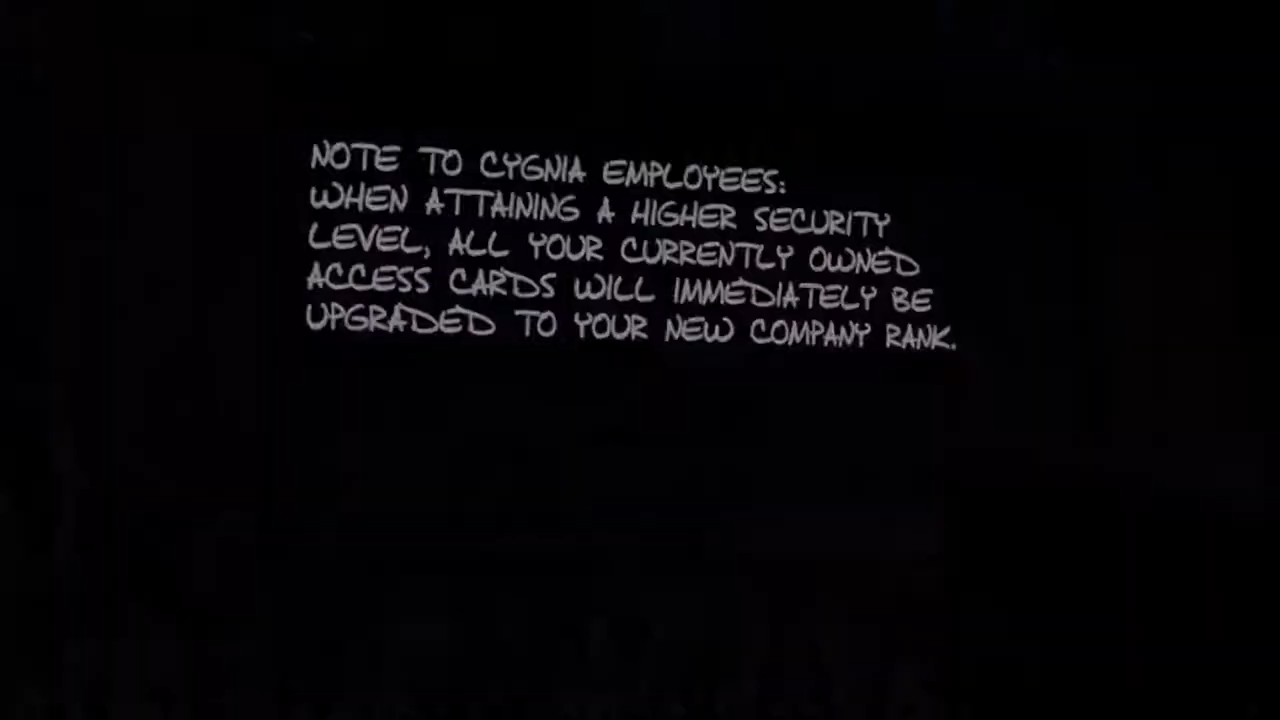 NOTE TO CYGNIA EMPLOYEES:
WHEN ATTAINING A HIGHER SECURITY
LEVEL, ALL YOUR CURRENTLY OWNED
ACCESS CARDS WILL IMMEDIATELY BE
UPGRADED TO YOUR NEW COMPANY RANK.